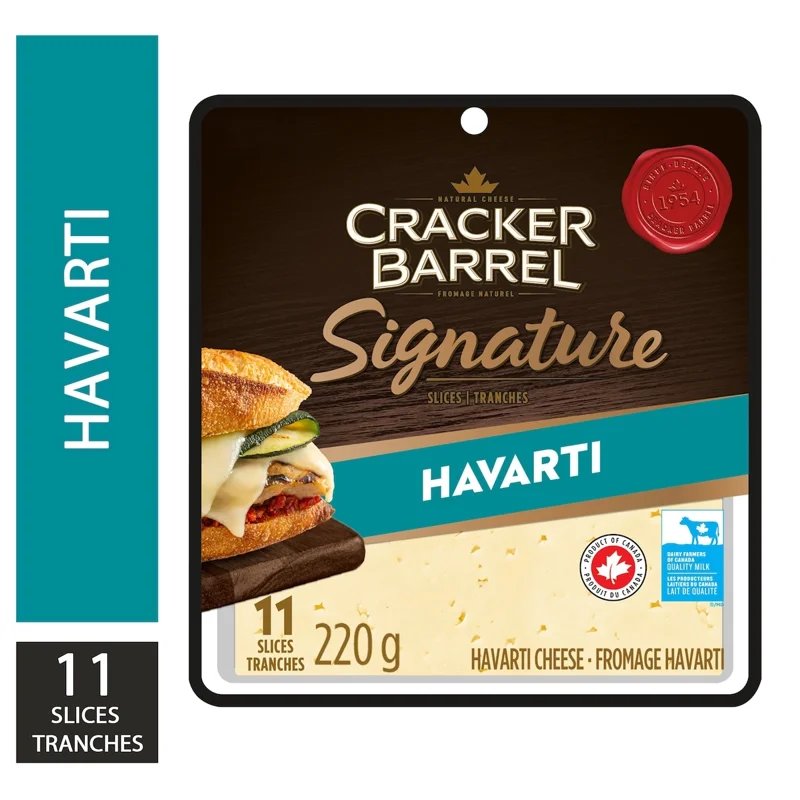 HAVARTI
11
SLICES
TRANCHES
NATURAL CHEESE
CRACKER
BARREL
FROMAGE NATUREL
Signature
SLICES | TRANCHES
1954
CRACKER BARREL
HAVARTI
PRODUCT OF CANADA
PRODUIT DU CANADA
DAIRY FARMERS
OF CANADA
QUALITY MILK
LES PRODUCTEURS
LAITIERS DU CANADA
LAIT DE QUALITÉ
11
SLICES
TRANCHES
220 g
HAVARTI CHEESE · FROMAGE HAVARTI